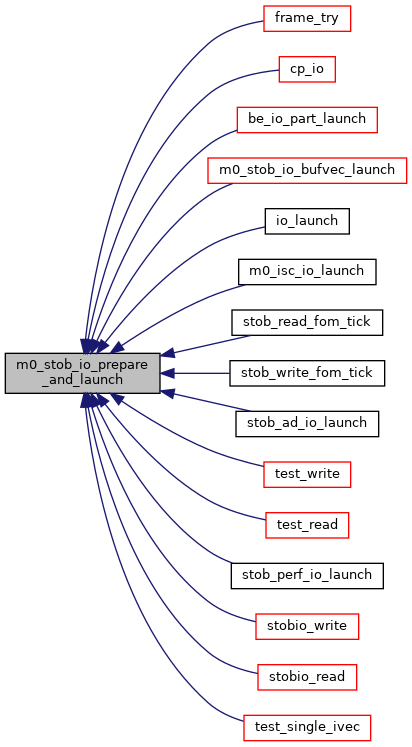 frame_try
cp_io
be_io_part_launch
m0_stob_io_bufvec_launch
io_launch
m0_isc_io_launch
stob_read_fom_tick
m0_stob_io_prepare
_and_launch
stob_write_fom_tick
stob_ad_io_launch
test_write
test_read
stob_perf_io_launch
stobio_write
stobio_read
test_single_ivec